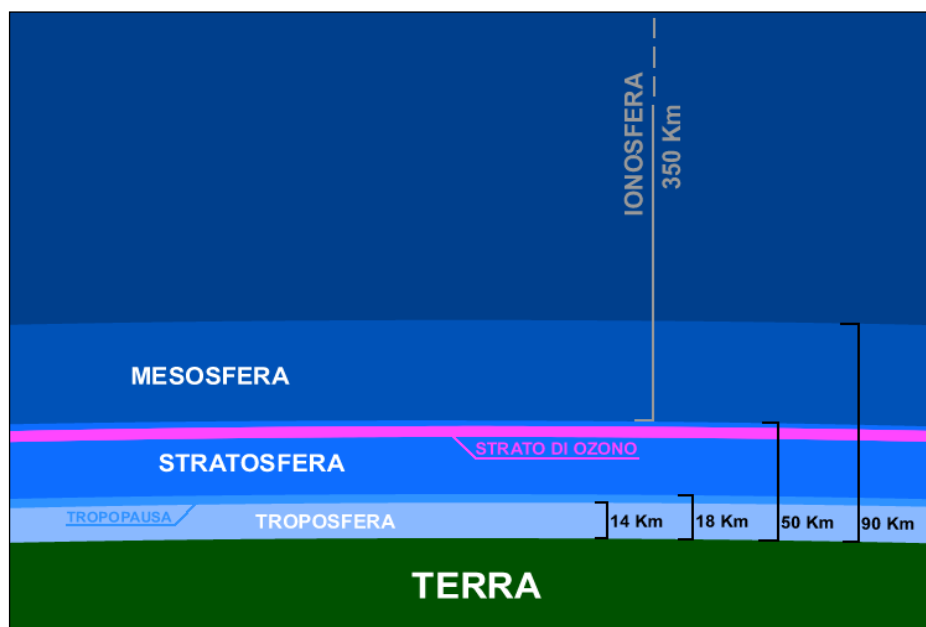 IONOSFERA
350 Km
MESOSFERA
STRATO DI OZONO
STRATOSFERA
TROPOPAUSA
TROPOSFERA
14 Km
18 Km
50 Km
90 Km
TERRA